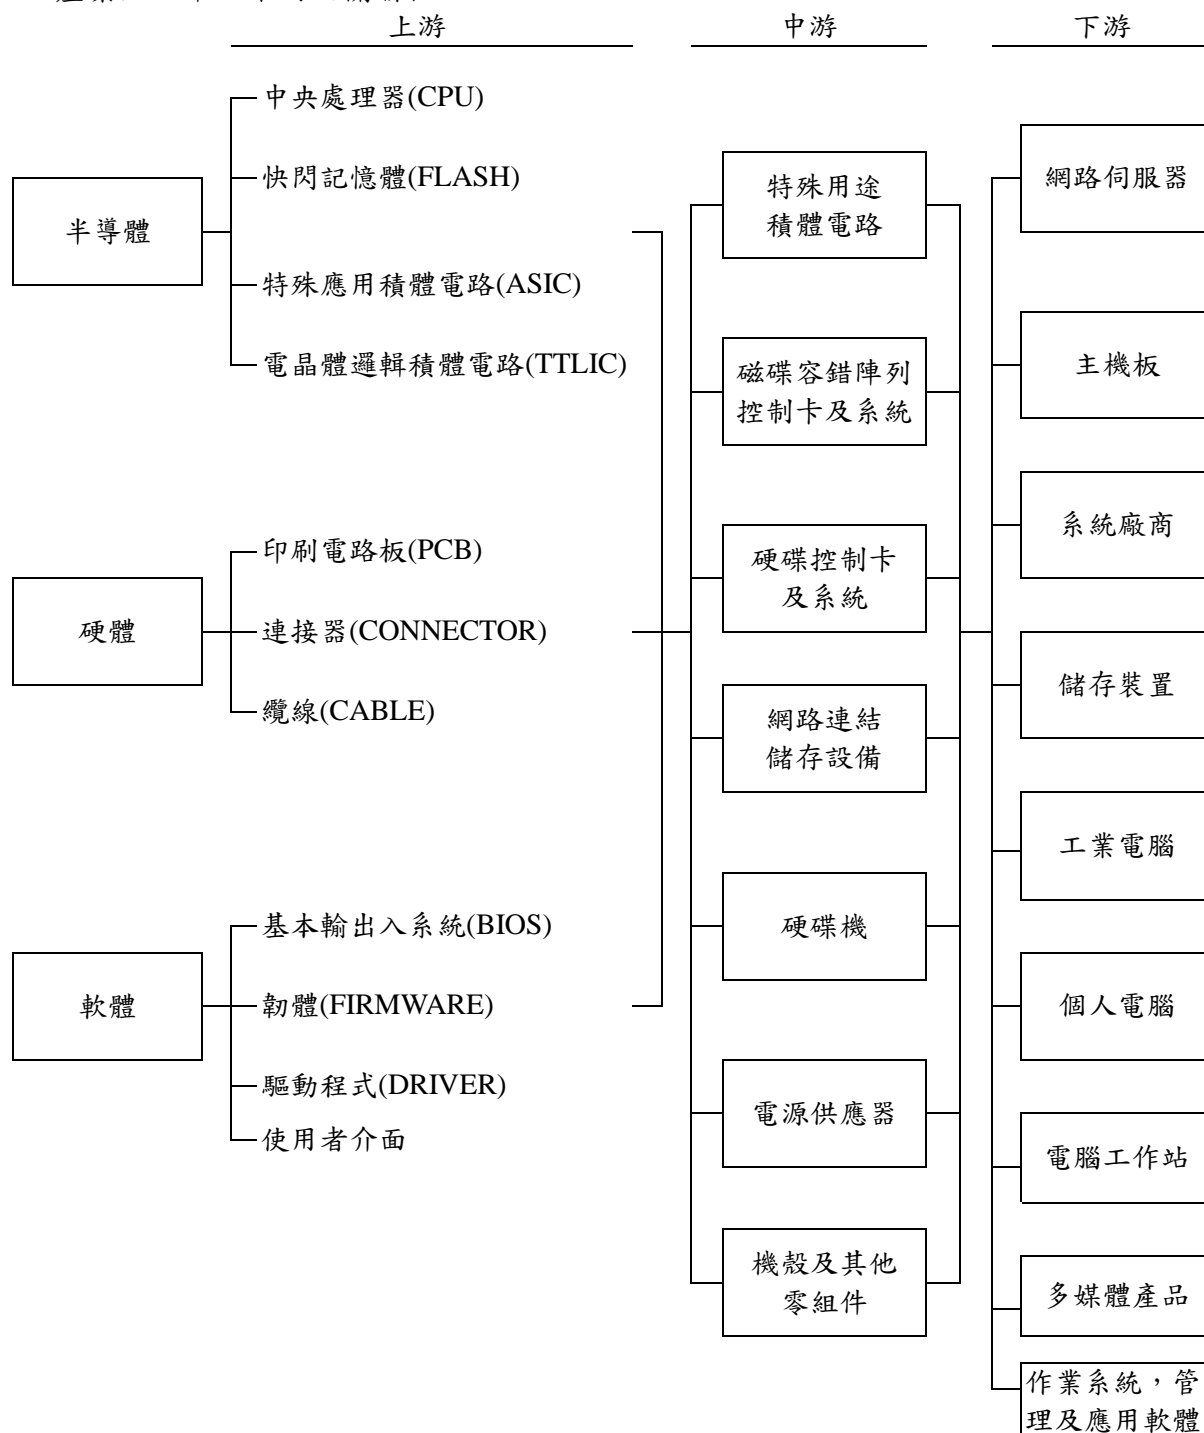 上游
中游
下游
半導體
中央處理器(CPU)
快閃記憶體(FLASH)
特殊應用積體電路(ASIC)
電晶體邏輯積體電路(TTLIC)
硬體
印刷電路板(PCB)
連接器(CONNECTOR)
纜線(CABLE)
軟體
基本輸出入系統(BIOS)
韌體(FIRMWARE)
驅動程式(DRIVER)
使用者介面
特殊用途
積體電路
磁碟容錯陣列
控制卡及系統
硬碟控制卡
及系統
網路連結
儲存設備
硬碟機
電源供應器
機殼及其他
零組件
網路伺服器
主機板
系統廠商
儲存裝置
工業電腦
個人電腦
電腦工作站
多媒體產品
作業系統，管
理及應用軟體